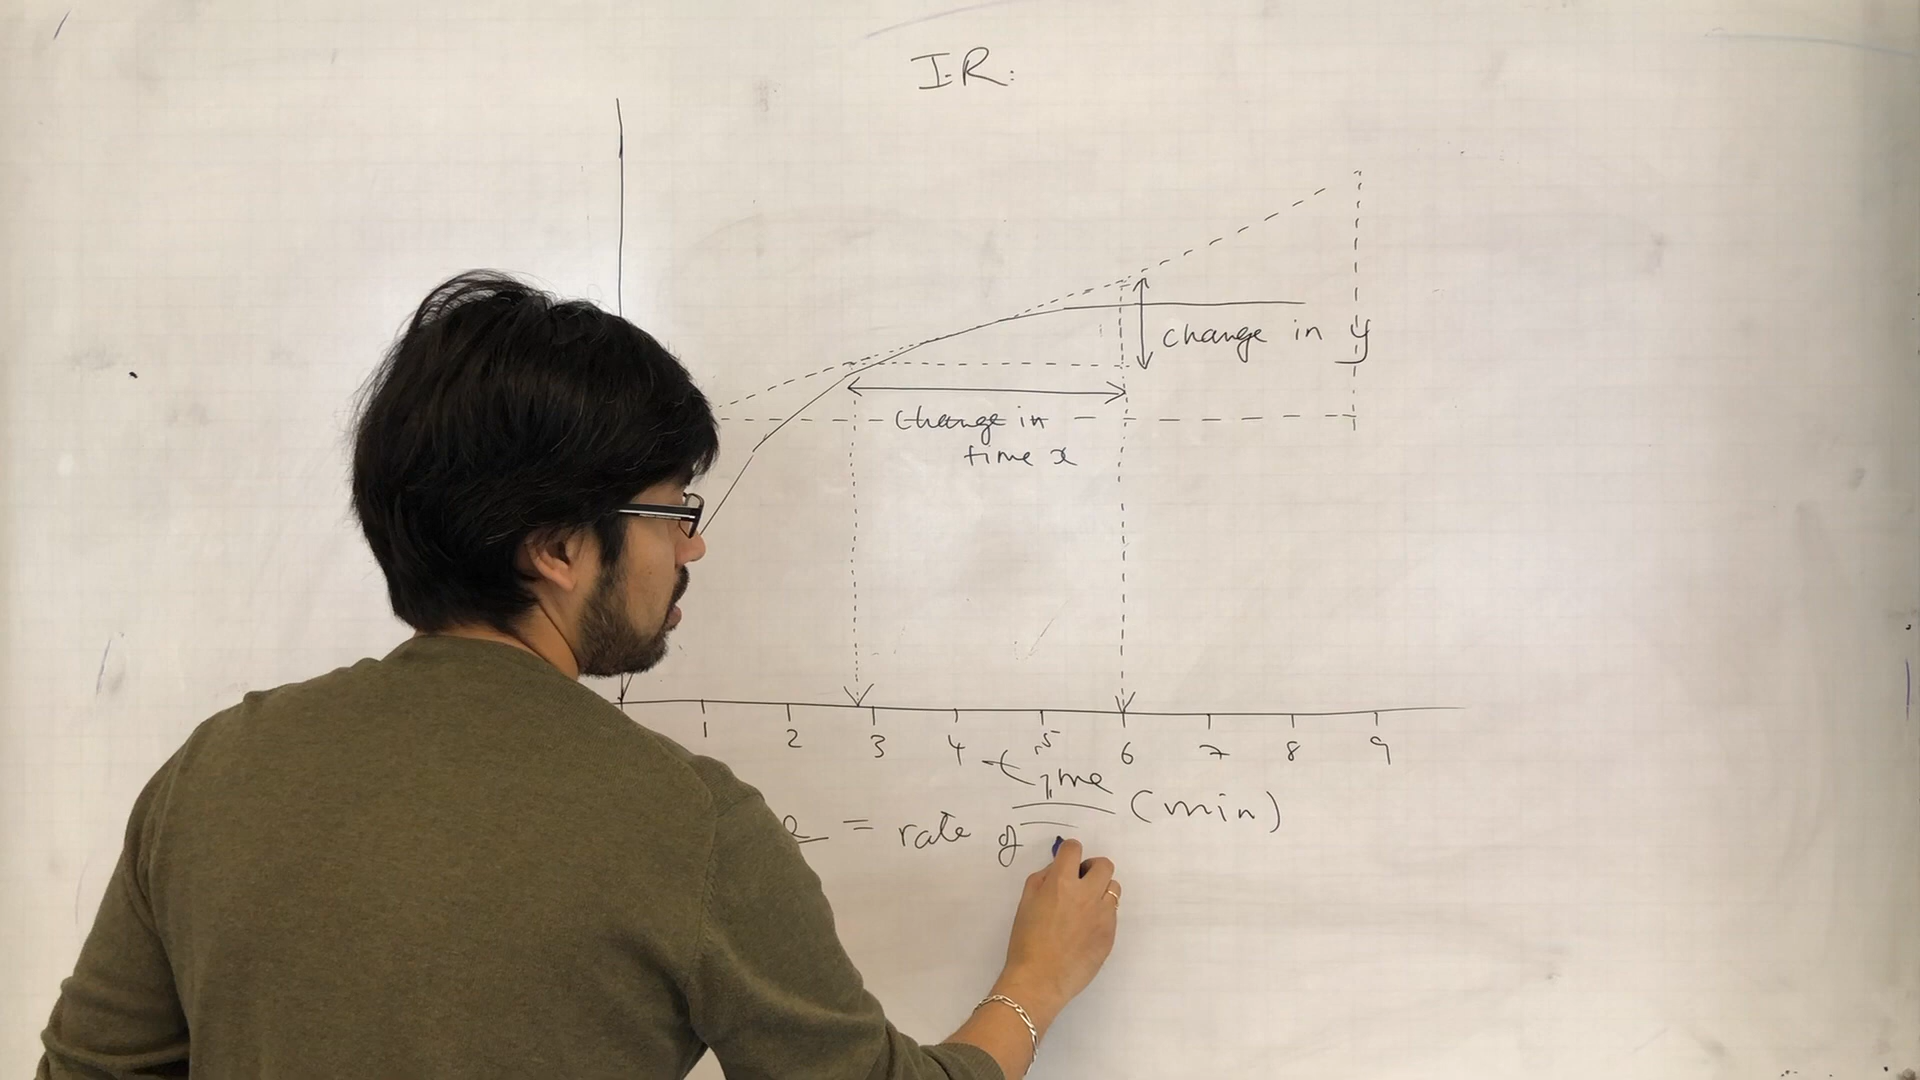 I.R.:
change in y
change in
time x
1 2 3 4 5 6 7 8 9
time (min)
= rate of